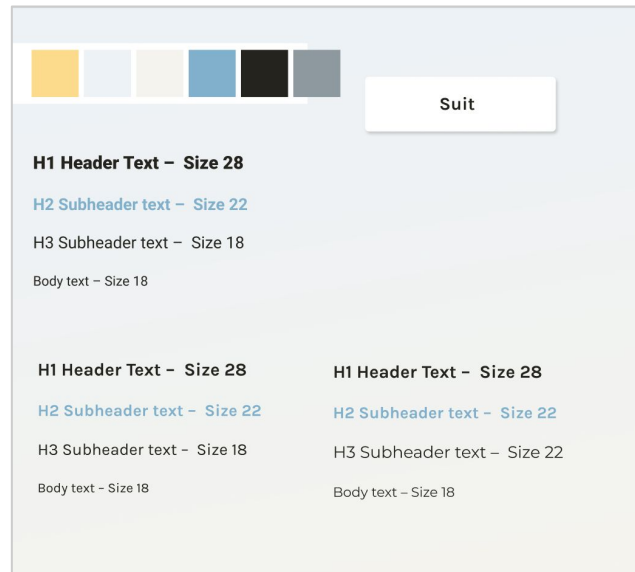 Suit
H1 Header Text – Size 28
H2 Subheader text – Size 22
H3 Subheader text – Size 18
Body text – Size 18
H1 Header Text – Size 28
H2 Subheader text – Size 22
H3 Subheader text – Size 18
Body text – Size 18
H1 Header Text – Size 28
H2 Subheader text – Size 22
H3 Subheader text – Size 22
Body text – Size 18